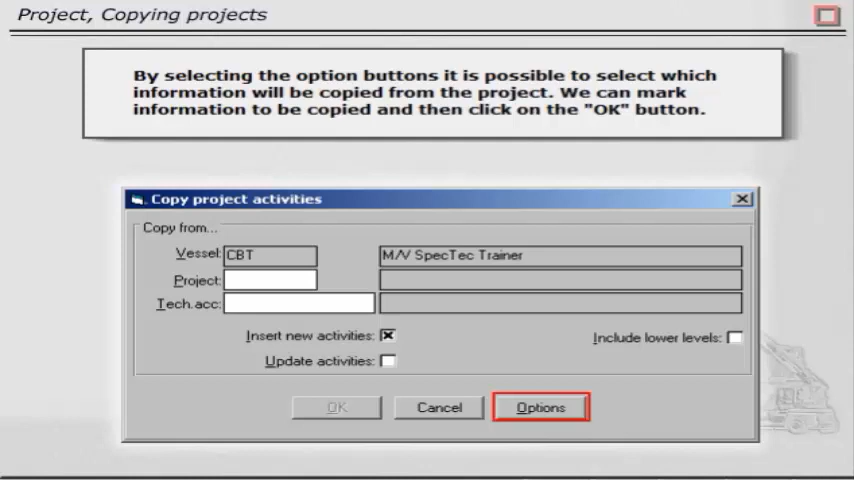 Project, Copying projects
By selecting the option buttons it is possible to select which
information will be copied from the project. We can mark
information to be copied and then click on the "OK" button.
Copy project activities
Copy from...
Vessel: CBT M/V SpecTec Trainer
Project:
Tech.acc:
Insert new activities: Include lower levels:
Update activities:
OK Cancel Options